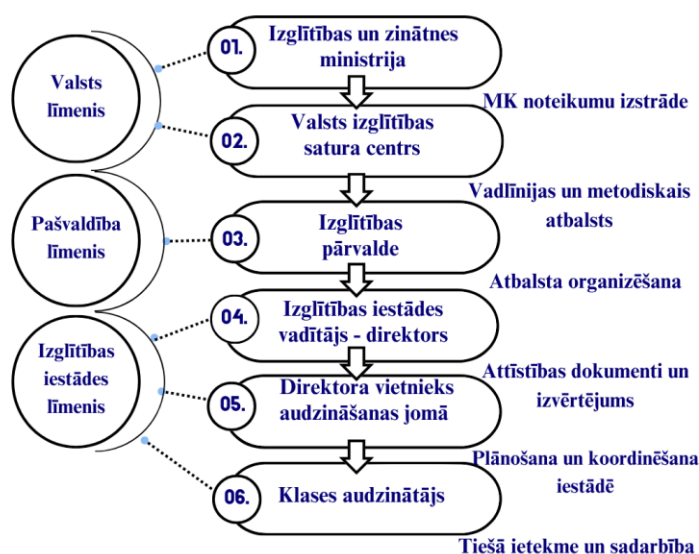 Valsts
līmenis
Pašvaldība
līmenis
Izglītības
iestādes
līmenis
01.
Izglītības un zinātnes
ministrija
MK noteikumu izstrāde
02.
Valsts izglītības
satura centrs
Vadlīnijas un metodiskais
atbalsts
03.
Izglītības
pārvalde
Atbalsta organizēšana
04.
Izglītības iestādes
vadītājs - direktors
Attīstības dokumenti un
izvērtējums
05.
Direktora vietnieks
audzināšanas jomā
Plānošana un koordinēšana
iestādē
06.
Klases audzinātājs
Tiešā ietekme un sadarbība